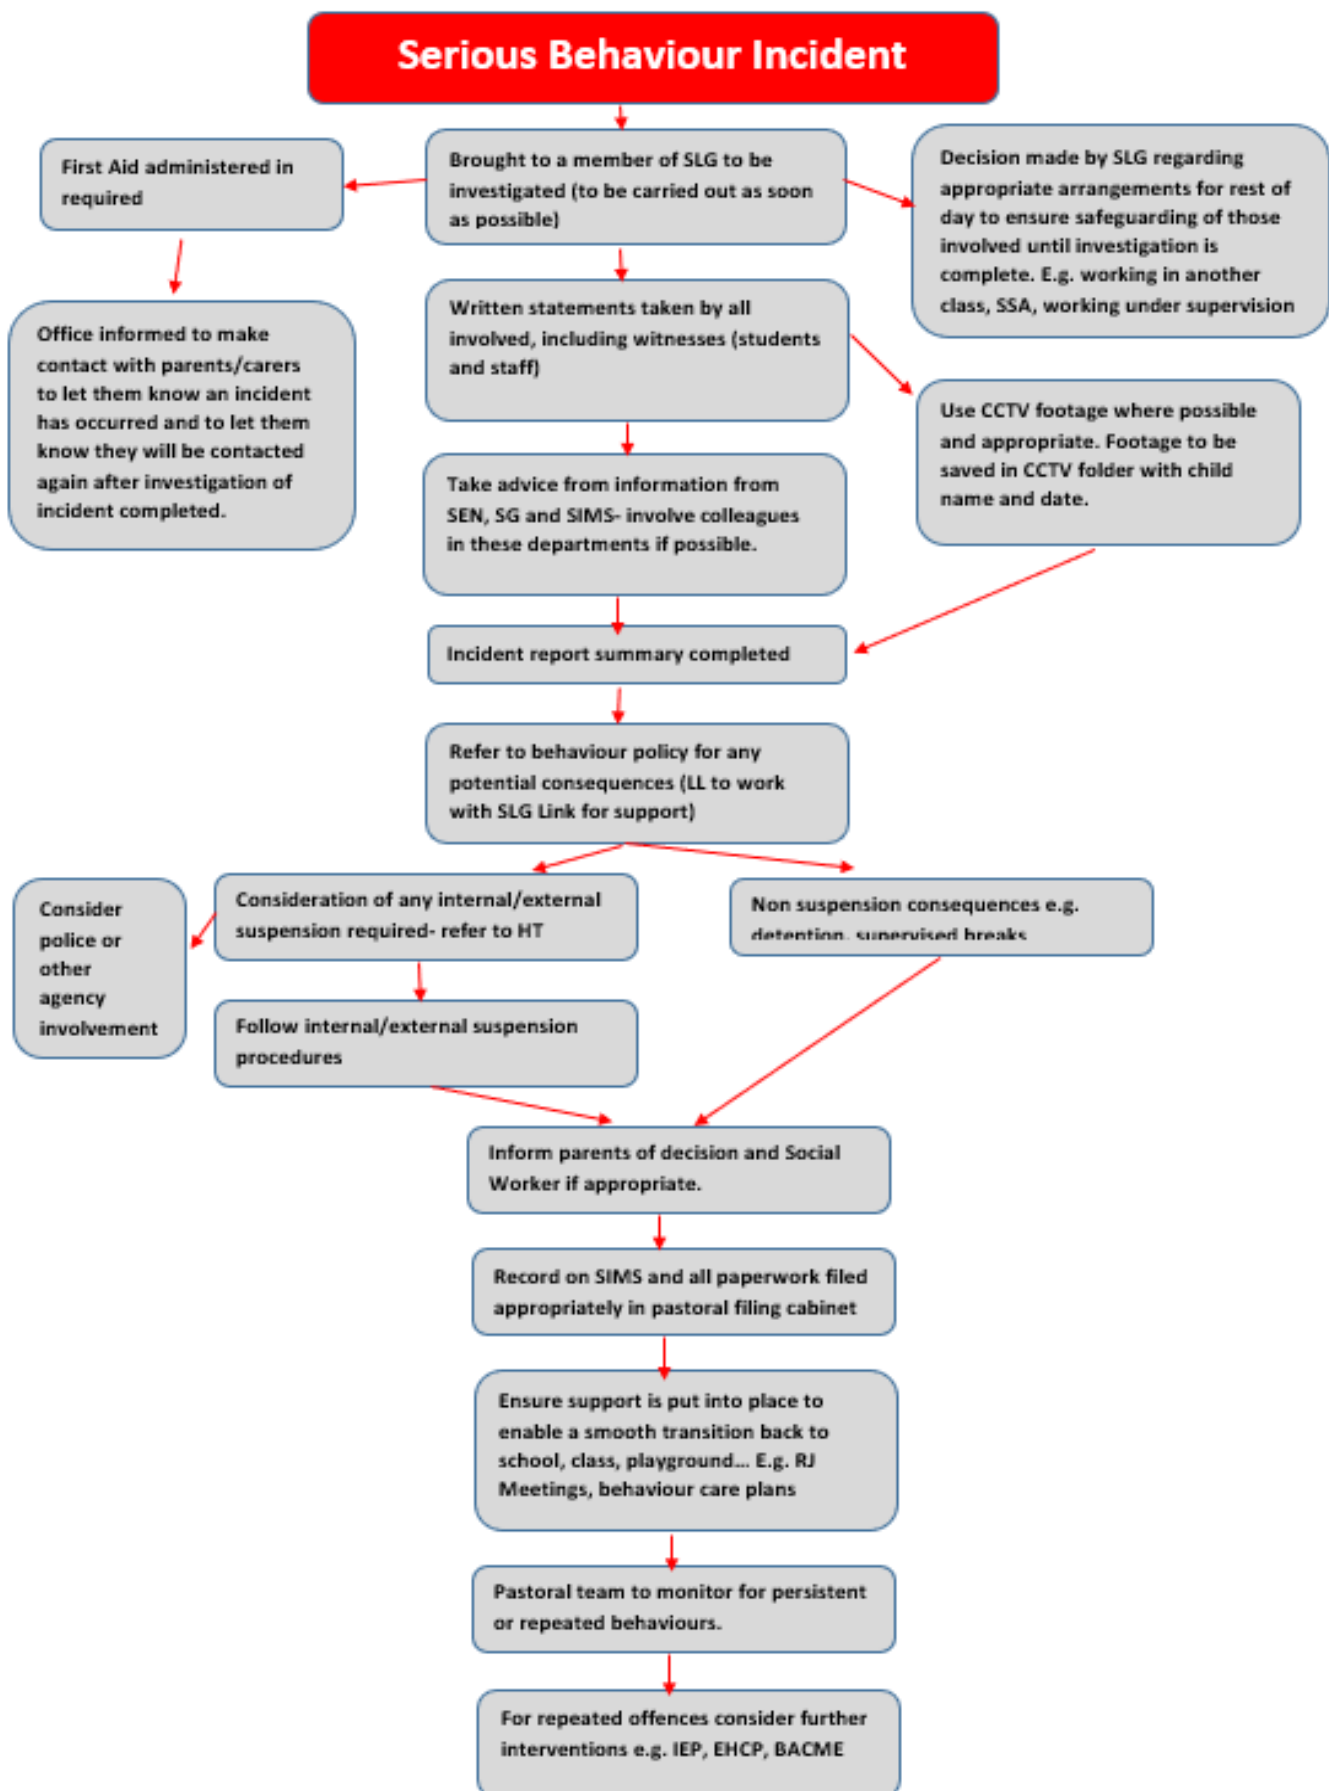 Serious Behaviour Incident
First Aid administered in
required
Brought to a member of SLG to be
investigated (to be carried out as soon
as possible)
Decision made by SLG regarding
appropriate arrangements for rest of
day to ensure safeguarding of those
involved until investigation is
complete. E.g. working in another
class, SSA, working under supervision
Office informed to make
contact with parents/carers
to let them know an incident
has occurred and to let them
know they will be contacted
again after investigation of
incident completed.
Written statements taken by all
involved, including witnesses (students
and staff)
Use CCTV footage where possible
and appropriate. Footage to be
saved in CCTV folder with child
name and date.
Take advice from information from
SEN, SG and SIMS- involve colleagues
in these departments if possible.
Incident report summary completed
Refer to behaviour policy for any
potential consequences (LL to work
with SLG Link for support)
Consider
police or
other
agency
involvement
Consideration of any internal/external
suspension required- refer to HT
Non suspension consequences e.g.
detention, supervised breaks
Follow internal/external suspension
procedures
Inform parents of decision and Social
Worker if appropriate.
Record on SIMS and all paperwork filed
appropriately in pastoral filing cabinet
Ensure support is put into place to
enable a smooth transition back to
school, class, playground... E.g. RJ
Meetings, behaviour care plans
Pastoral team to monitor for persistent
or repeated behaviours.
For repeated offences consider further
interventions e.g. IEP, EHCP, BACME